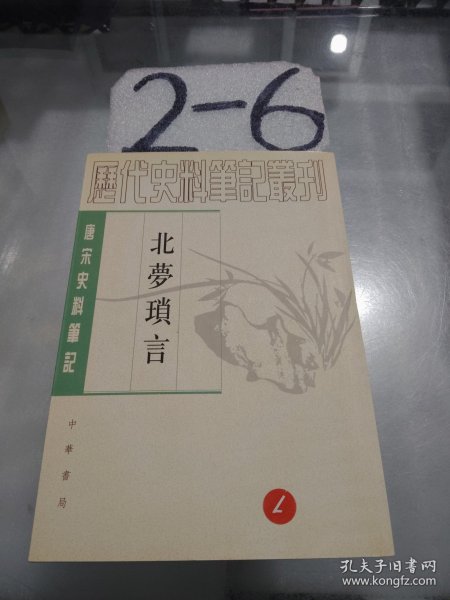 2-6
歷代史料筆記叢刊
唐宋史料筆記
北夢瑣言
中華書局
孔夫子旧书网
www.kongfz.com